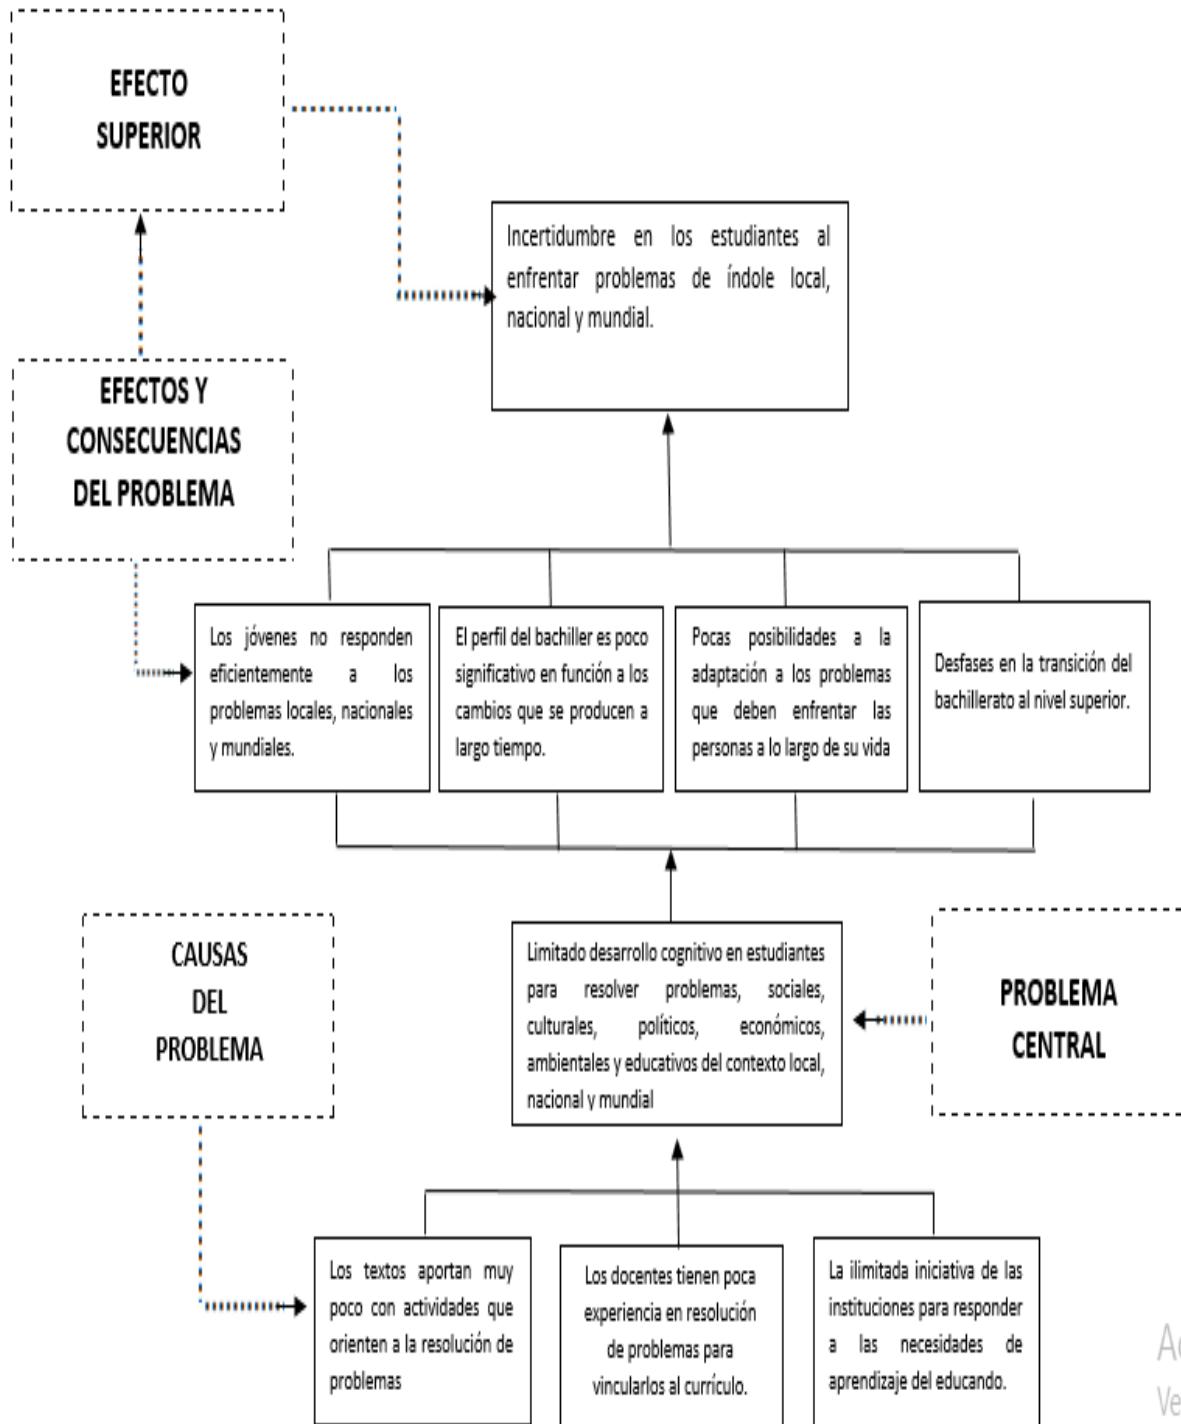 EFECTO
SUPERIOR
Incertidumbre en los estudiantes al
enfrentar problemas de índole local,
nacional y mundial.
EFECTOS Y
CONSECUENCIAS
DEL PROBLEMA
Los jóvenes no responden
eficientemente a los
problemas locales, nacionales
y mundiales.
El perfil del bachiller es poco
significativo en función a los
cambios que se producen a
largo tiempo.
Pocas posibilidades a la
adaptación a los problemas
que deben enfrentar las
personas a lo largo de su vida
Desfases en la transición del
bachillerato al nivel superior.
CAUSAS
DEL
PROBLEMA
Limitado desarrollo cognitivo en estudiantes
para resolver problemas, sociales,
culturales, políticos, económicos,
ambientales y educativos del contexto local,
nacional y mundial
PROBLEMA
CENTRAL
Los textos aportan muy
poco con actividades que
orienten a la resolución de
problemas
Los docentes tienen poca
experiencia en resolución
de problemas para
vincularlos al currículo.
La ilimitada iniciativa de las
instituciones para responder
a las necesidades de
aprendizaje del educando.
Ve